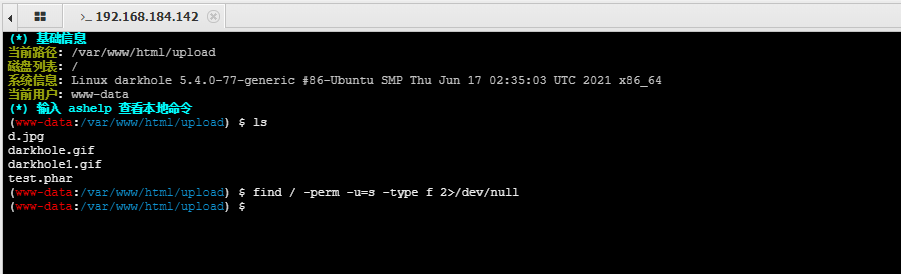 >_ 192.168.184.142
(*) 基础信息
当前路径: /var/www/html/upload
磁盘列表: /
系统信息: Linux darkhole 5.4.0-77-generic #86-Ubuntu SMP Thu Jun 17 02:35:03 UTC 2021 x86_64
当前用户: www-data
(*) 输入 ashelp 查看本地命令
(www-data:/var/www/html/upload) $ ls
d.jpg
darkhole.gif
darkhole1.gif
test.phar
(www-data:/var/www/html/upload) $ find / -perm -u=s -type f 2>/dev/null
(www-data:/var/www/html/upload) $